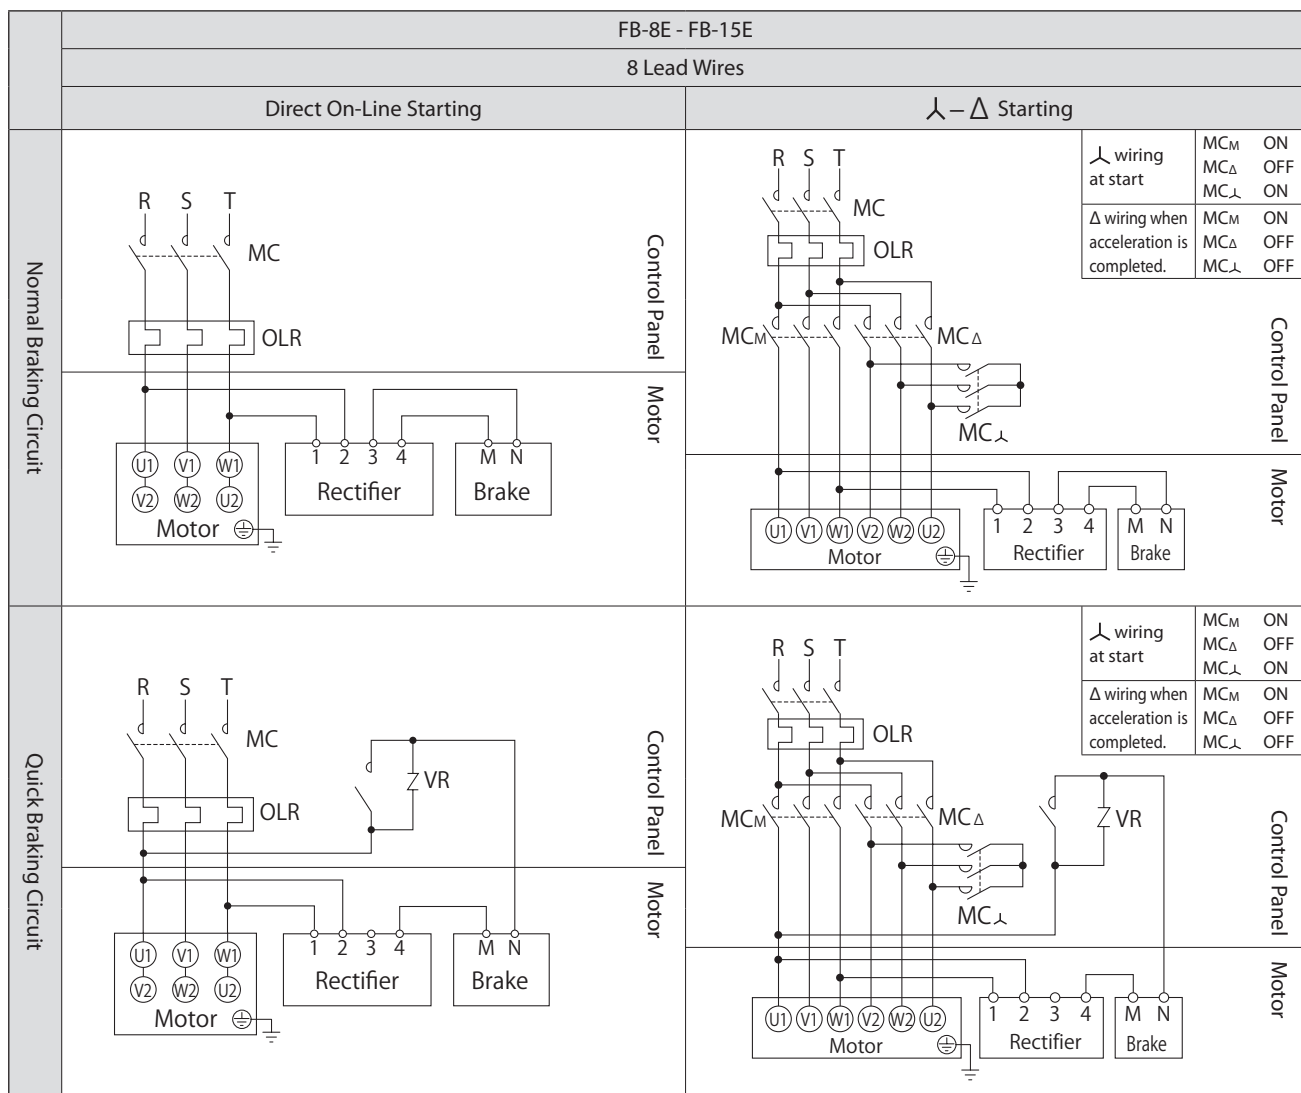 FB-8E - FB-15E
8 Lead Wires
Direct On-Line Starting
⅄ – Δ Starting
Normal Braking Circuit
R S T
MC
OLR
Control Panel
Motor
1 2 3 4
Rectifier
M N
Brake
U1 V1 W1
V2 W2 U2
Motor
R S T
MC
OLR
MCM
MCΔ
MC⅄
⅄ wiring
at start
MCM ON
MCΔ OFF
MC⅄ ON
Δ wiring when
acceleration is
completed.
MCM ON
MCΔ OFF
MC⅄ OFF
Control Panel
Motor
U1 V1 W1 V2 W2 U2
Motor
1 2 3 4
Rectifier
M N
Brake
Quick Braking Circuit
R S T
MC
VR
OLR
Control Panel
Motor
1 2 3 4
Rectifier
M N
Brake
U1 V1 W1
V2 W2 U2
Motor
R S T
OLR
MCM
MCΔ
VR
MC⅄
⅄ wiring
at start
MCM ON
MCΔ OFF
MC⅄ ON
Δ wiring when
acceleration is
completed.
MCM ON
MCΔ OFF
MC⅄ OFF
Control Panel
Motor
U1 V1 W1 V2 W2 U2
Motor
1 2 3 4
Rectifier
M N
Brake